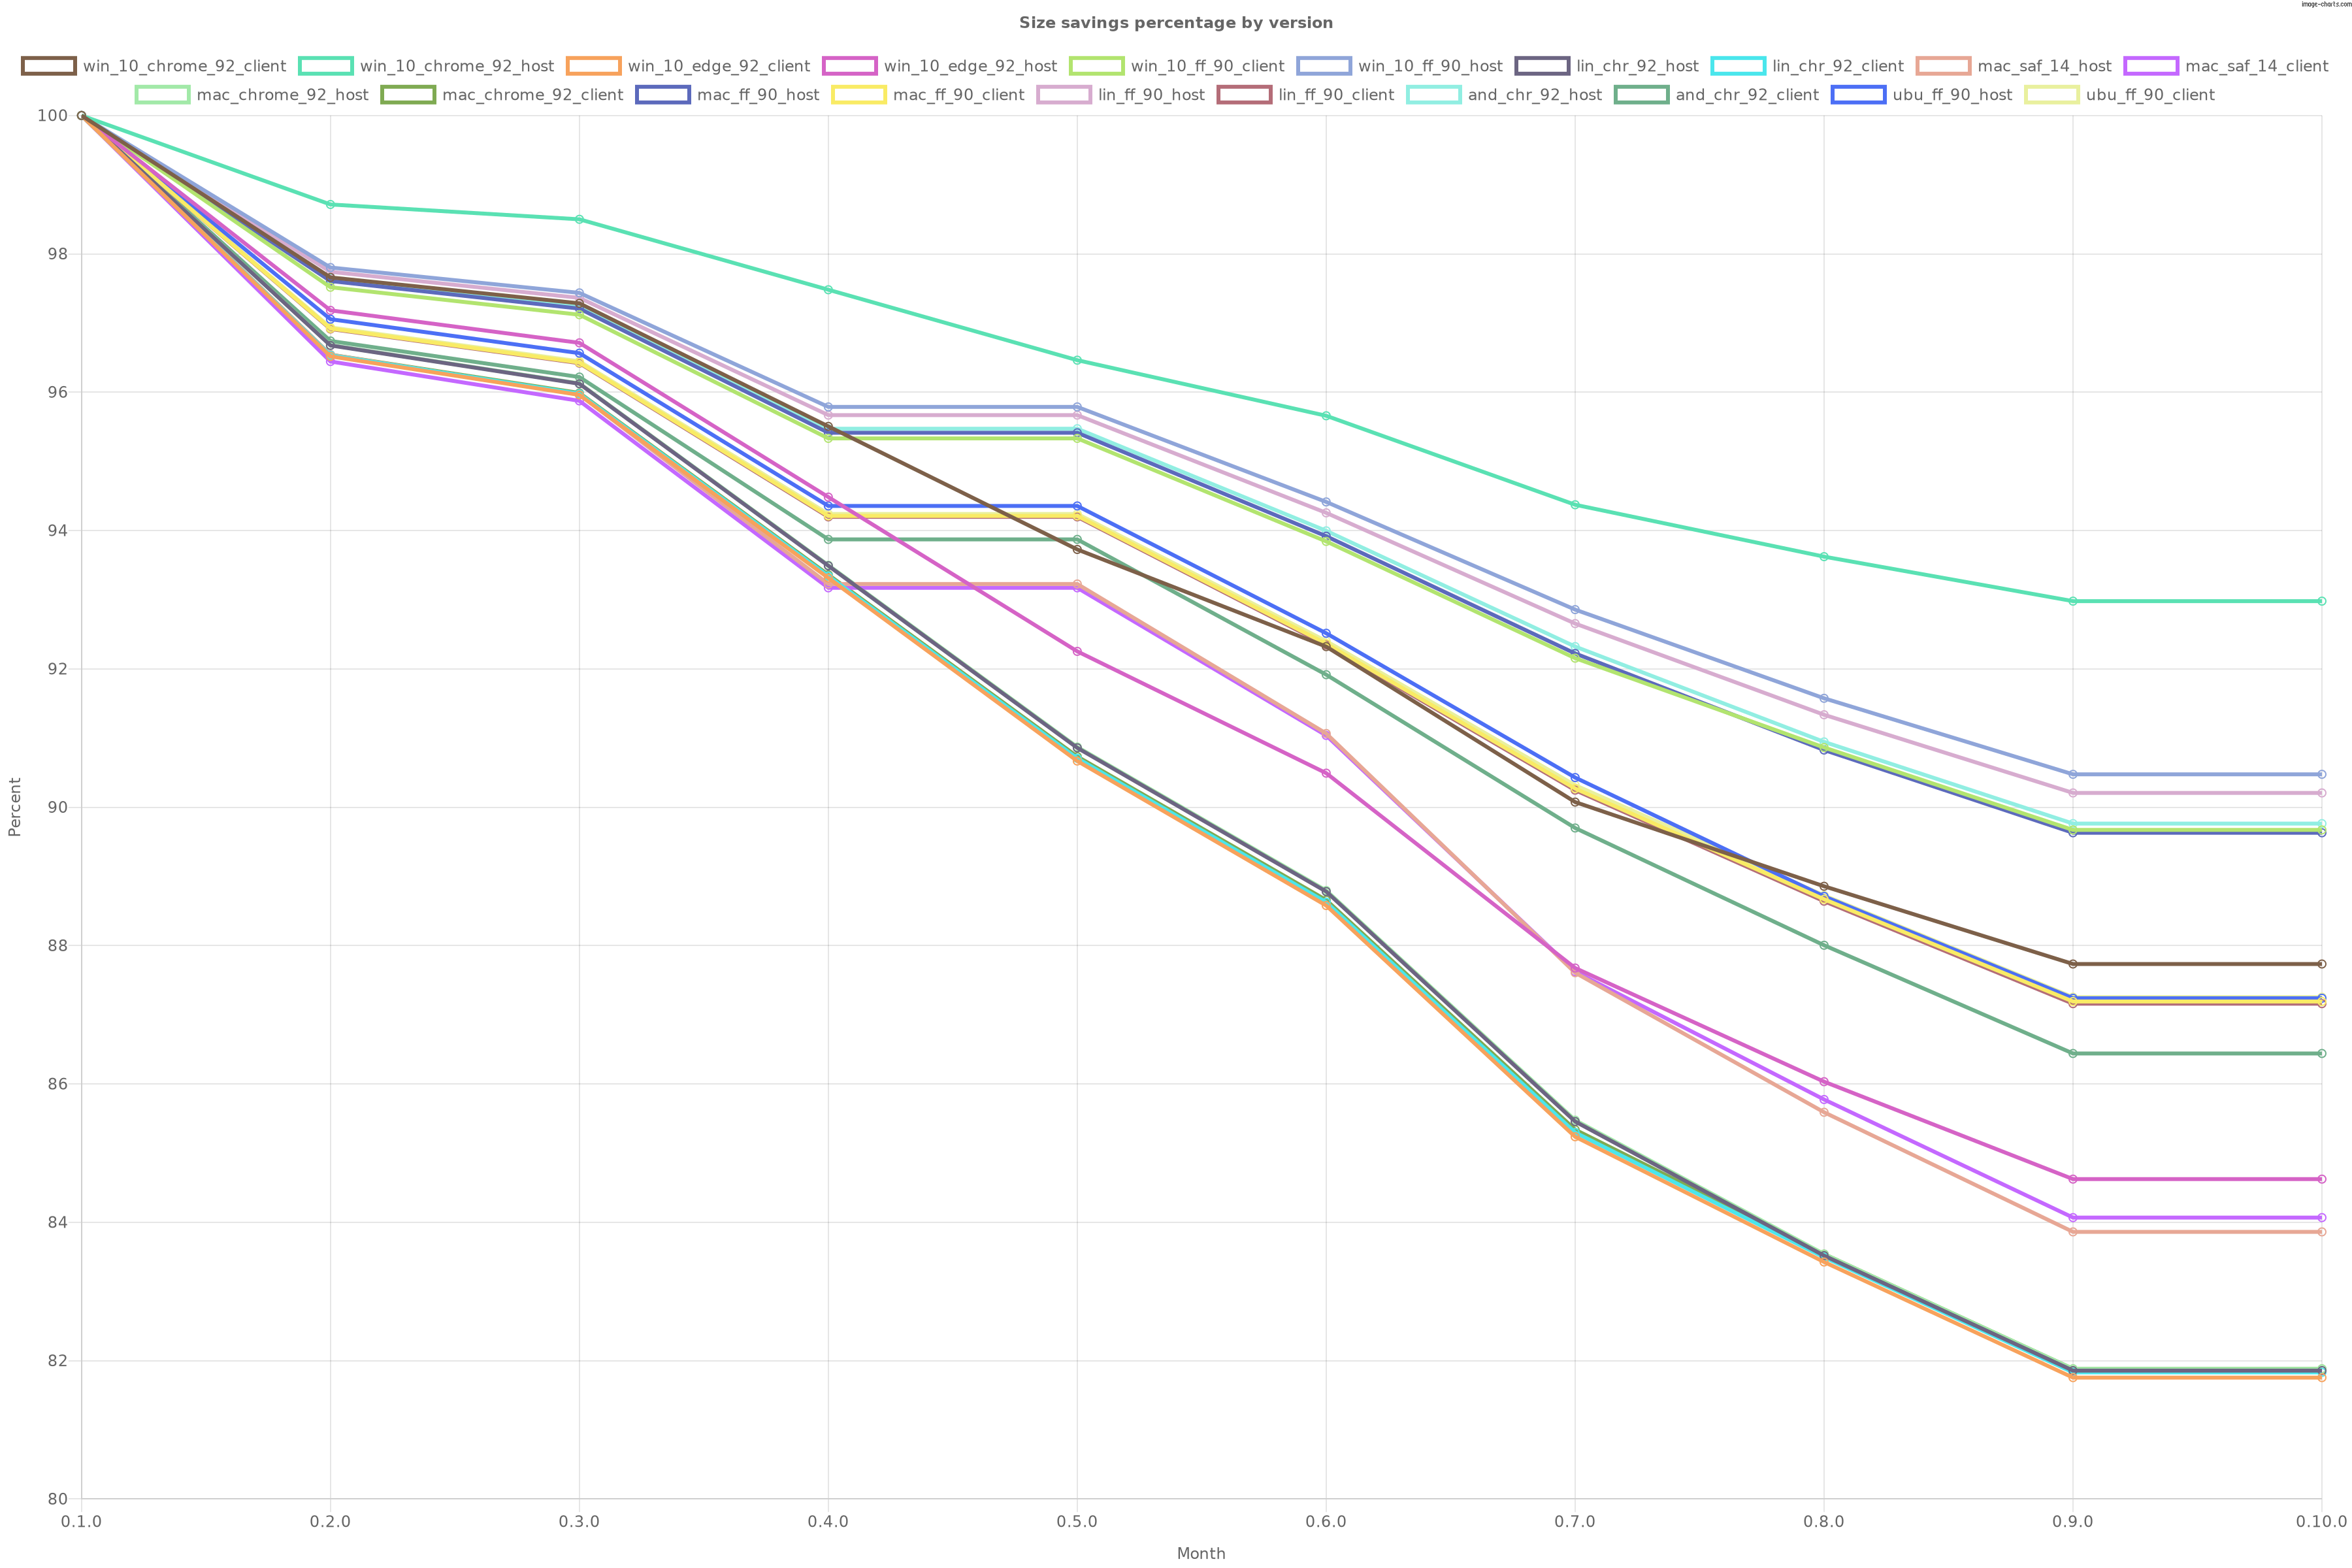 image-charts.com
Size savings percentage by version
win_10_chrome_92_client win_10_chrome_92_host win_10_edge_92_client win_10_edge_92_host win_10_ff_90_client win_10_ff_90_host lin_chr_92_host lin_chr_92_client mac_saf_14_host mac_saf_14_client
mac_chrome_92_host mac_chrome_92_client mac_ff_90_host mac_ff_90_client lin_ff_90_host lin_ff_90_client and_chr_92_host and_chr_92_client ubu_ff_90_host ubu_ff_90_client
100
98
96
94
92
90
88
86
84
82
80
Percent
0.1.0 0.2.0 0.3.0 0.4.0 0.5.0 0.6.0 0.7.0 0.8.0 0.9.0 0.10.0
Month